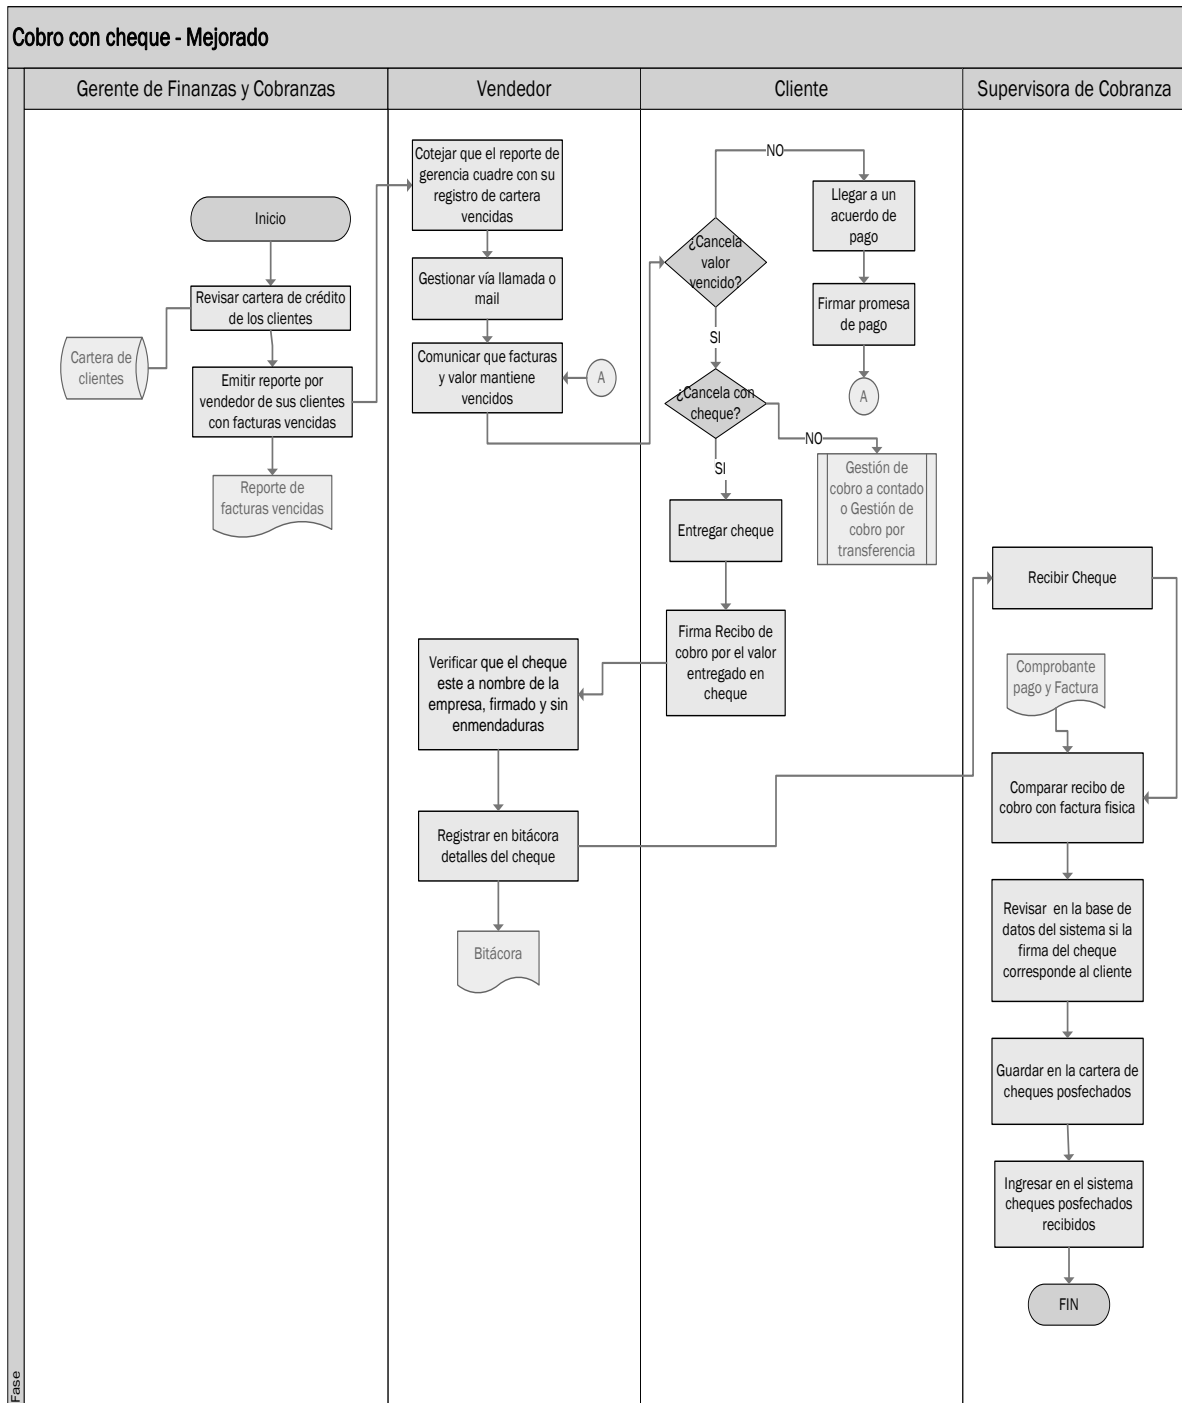 Cobro con cheque - Mejorado
Fase
Gerente de Finanzas y Cobranzas
Vendedor
Cliente
Supervisora de Cobranza
Inicio
Revisar cartera de crédito
de los clientes
Cartera de
clientes
Emitir reporte por
vendedor de sus clientes
con facturas vencidas
Reporte de
facturas vencidas
Cotejar que el reporte de
gerencia cuadre con su
registro de cartera
vencidas
Gestionar vía llamada o
mail
Comunicar que facturas
y valor mantiene
vencidos
A
¿Cancela
valor
vencido?
NO
Llegar a un
acuerdo de
pago
Firmar promesa
de pago
A
SI
¿Cancela con
cheque?
NO
Gestión de
cobro a contado
o Gestión de
cobro por
transferencia
SI
Entregar cheque
Firma Recibo de
cobro por el valor
entregado en
cheque
Verificar que el cheque
este a nombre de la
empresa, firmado y sin
enmendaduras
Registrar en bitácora
detalles del cheque
Bitácora
Recibir Cheque
Comprobante
pago y Factura
Comparar recibo de
cobro con factura fisica
Revisar en la base de
datos del sistema si la
firma del cheque
corresponde al cliente
Guardar en la cartera de
cheques posfechados
Ingresar en el sistema
cheques posfechados
recibidos
FIN